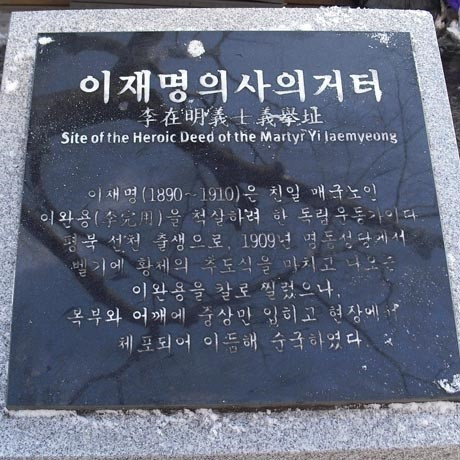 이재명의사의거터
李在明義士義擧址
Site of the Heroic Deed of the Martyr Yi Jaemyeong
이재명(1890~1910)은 친일 매국노인
이완용(李完用)을 척살하려 한 독립운동가이다
평북 선천 출생으로, 1909년 명동성당에서
벨기에 황제의 추도식을 마치고 나오는
이완용을 칼로 찔렀으나,
복부와 어깨에 중상만 입히고 현장에서
체포되어 이듬해 순국하였다